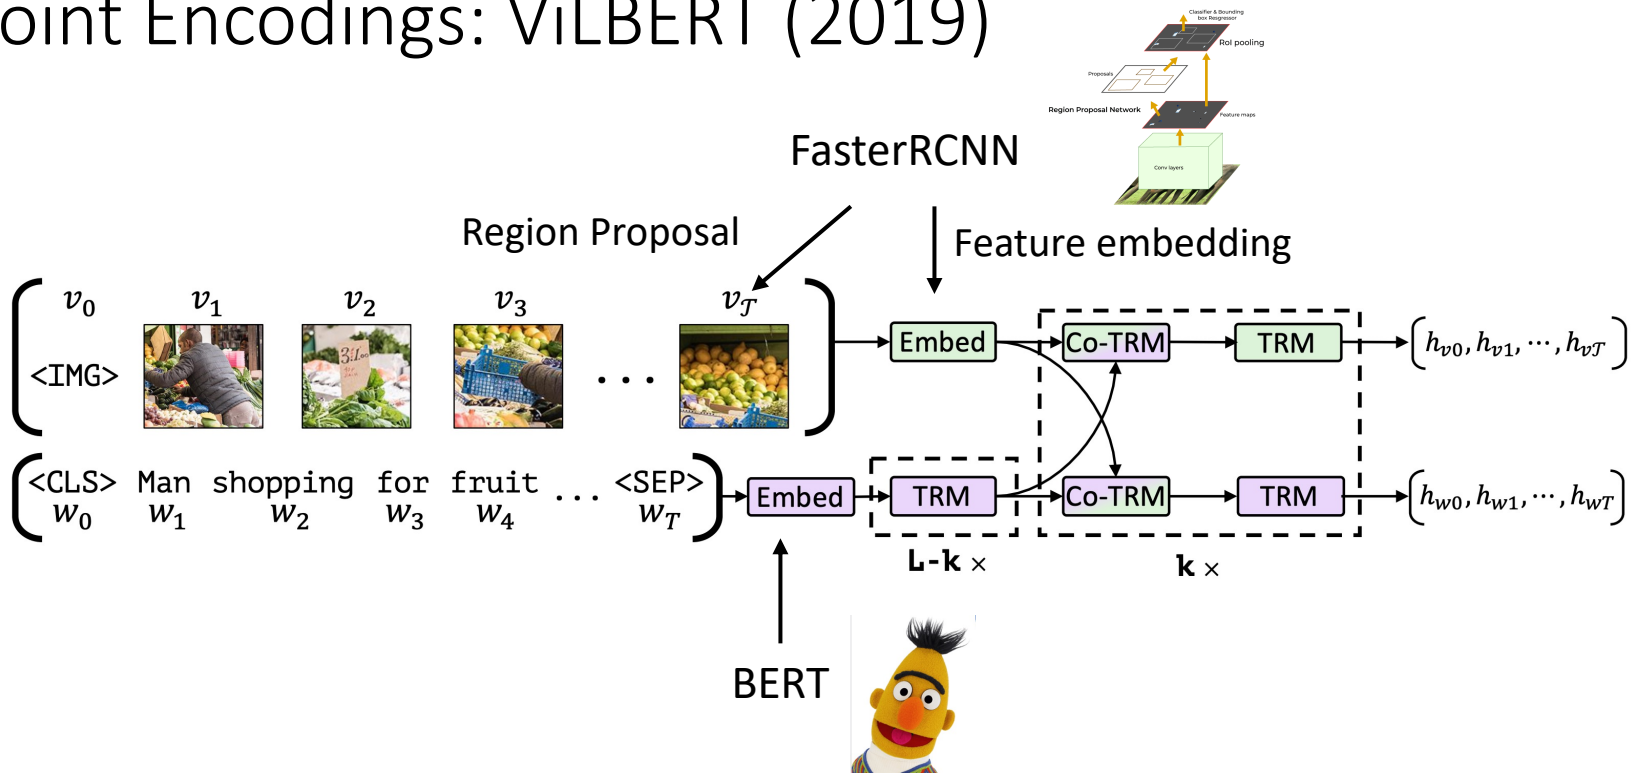 oint Encodings: ViLBERT (2019)
Classifier & Bounding
box Resgressor
RoI pooling
Proposals
Region Proposal Network
Feature maps
Conv layers
FasterRCNN
Region Proposal
Feature embedding
v0 v1 v2 v3 v𝒯
<IMG> ...
Embed Co-TRM TRM (hv0, hv1, ⋯, hv𝒯)
<CLS> Man shopping for fruit ... <SEP>
w0 w1 w2 w3 w4 wT
Embed TRM Co-TRM TRM (hw0, hw1, ⋯, hwT)
L-k × k ×
BERT